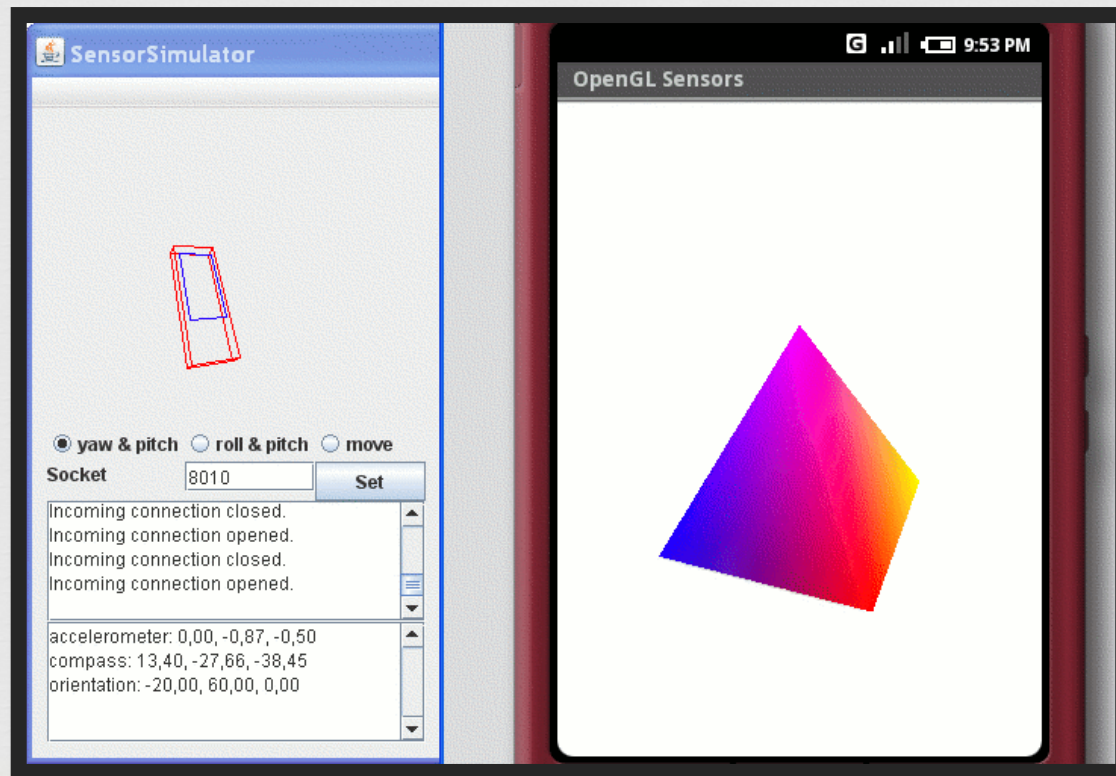 SensorSimulator
yaw & pitch roll & pitch move
Socket 8010 Set
Incoming connection closed.
Incoming connection opened.
Incoming connection closed.
Incoming connection opened.
accelerometer: 0,00, -0,87, -0,50
compass: 13,40, -27,66, -38,45
orientation: -20,00, 60,00, 0,00
G 9:53 PM
OpenGL Sensors